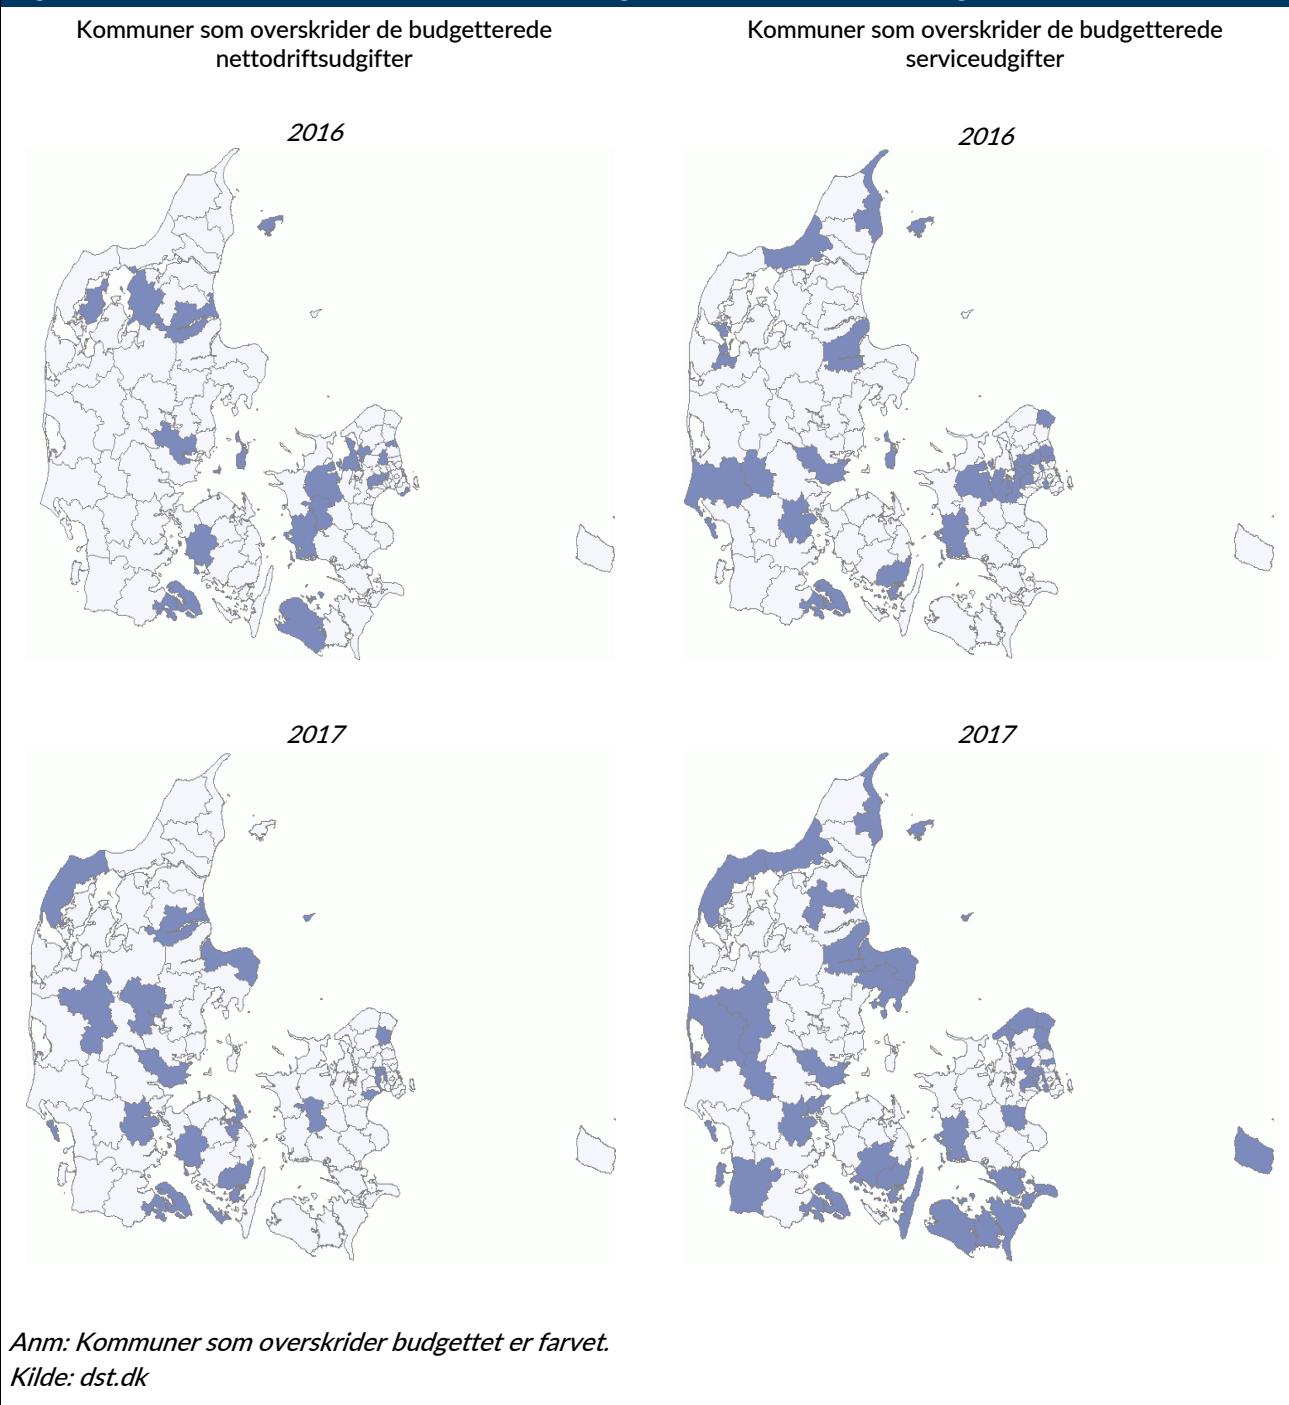 Kommuner som overskrider de budgetterede
nettodriftsudgifter
Kommuner som overskrider de budgetterede
serviceudgifter
2016
2016
2017
2017
Anm: Kommuner som overskrider budgettet er farvet.
Kilde: dst.dk